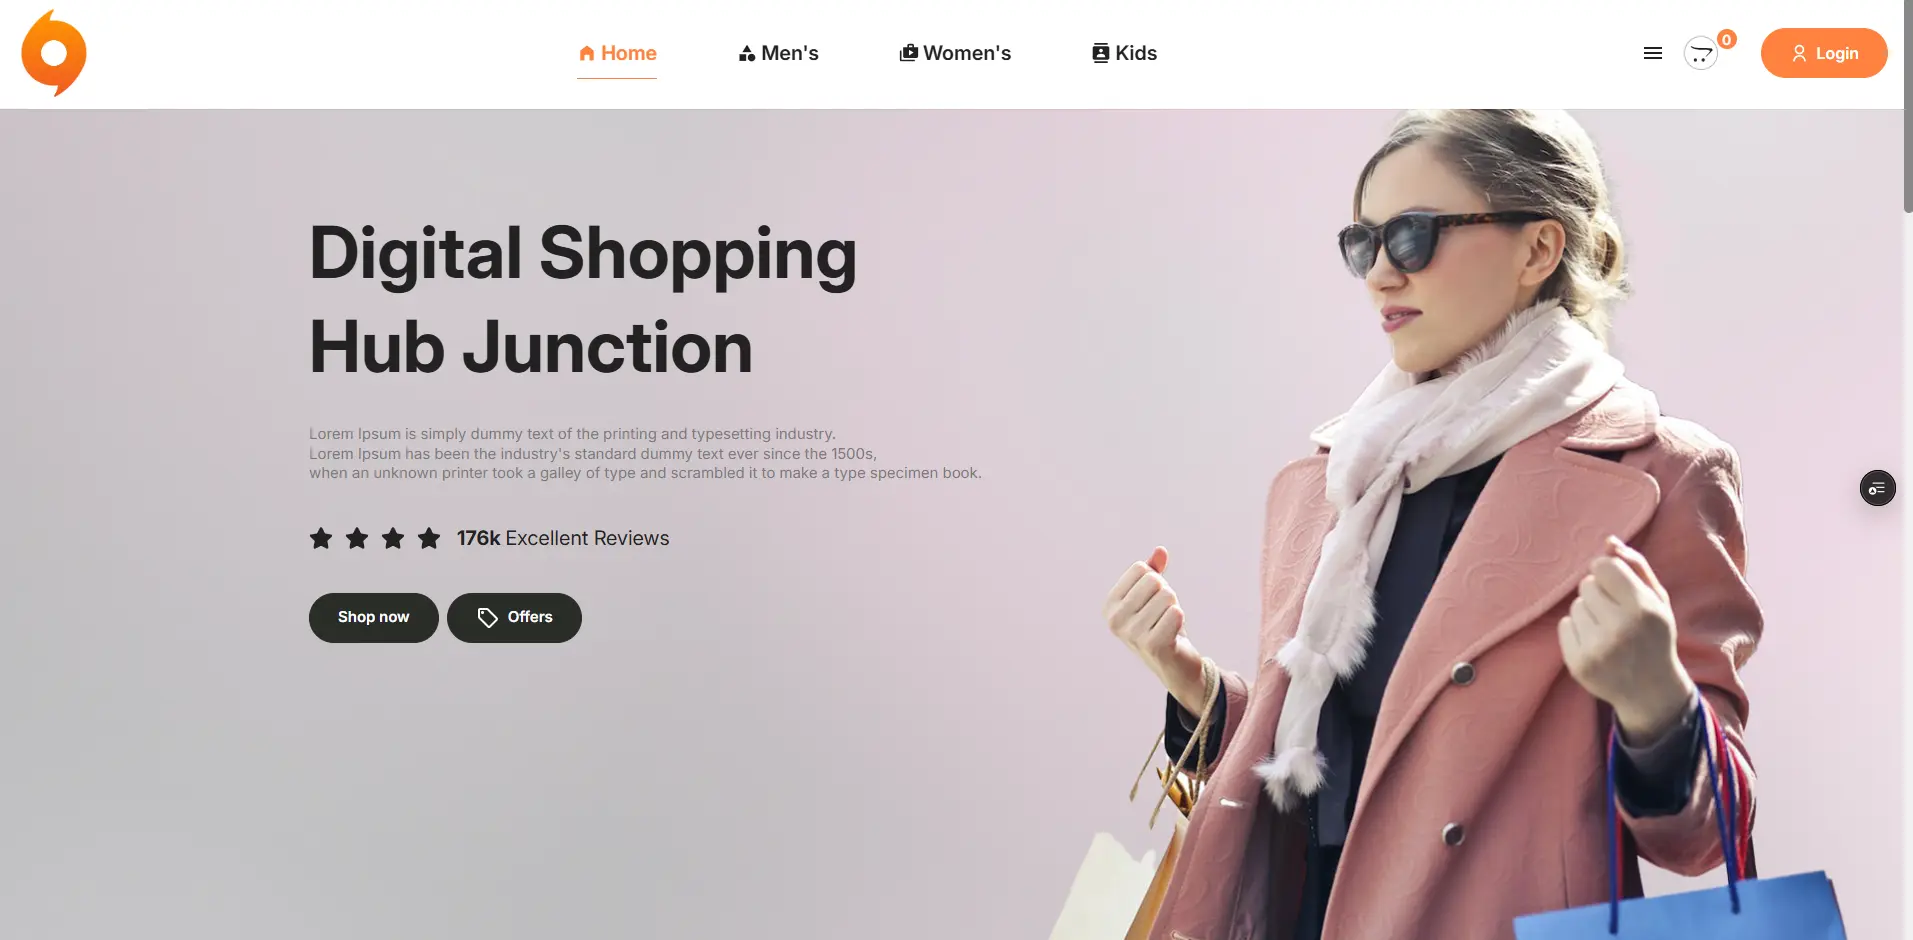 Home
Men's
Women's
Kids
0
Login
Digital Shopping
Hub Junction
Lorem Ipsum is simply dummy text of the printing and typesetting industry.
Lorem Ipsum has been the industry's standard dummy text ever since the 1500s,
when an unknown printer took a galley of type and scrambled it to make a type specimen book.
176k Excellent Reviews
Shop now
Offers